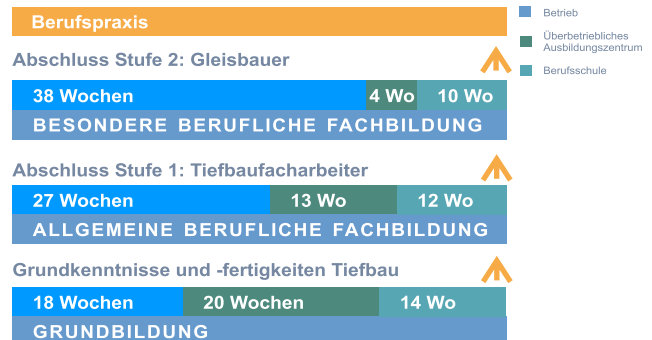 Berufspraxis
Abschluss Stufe 2: Gleisbauer
38 Wochen 4 Wo 10 Wo
BESONDERE BERUFLICHE FACHBILDUNG
Abschluss Stufe 1: Tiefbaufacharbeiter
27 Wochen 13 Wo 12 Wo
ALLGEMEINE BERUFLICHE FACHBILDUNG
Grundkenntnisse und -fertigkeiten Tiefbau
18 Wochen 20 Wochen 14 Wo
GRUNDBILDUNG
Betrieb
Überbetriebliches
Ausbildungszentrum
Berufsschule